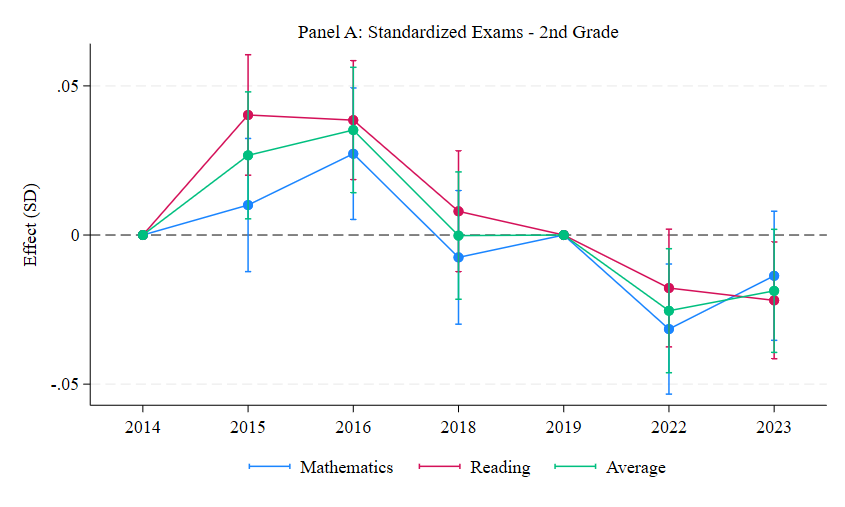 Panel A: Standardized Exams - 2nd Grade
.05
0
-.05
Effect (SD)
2014 2015 2016 2018 2019 2022 2023
Mathematics Reading Average